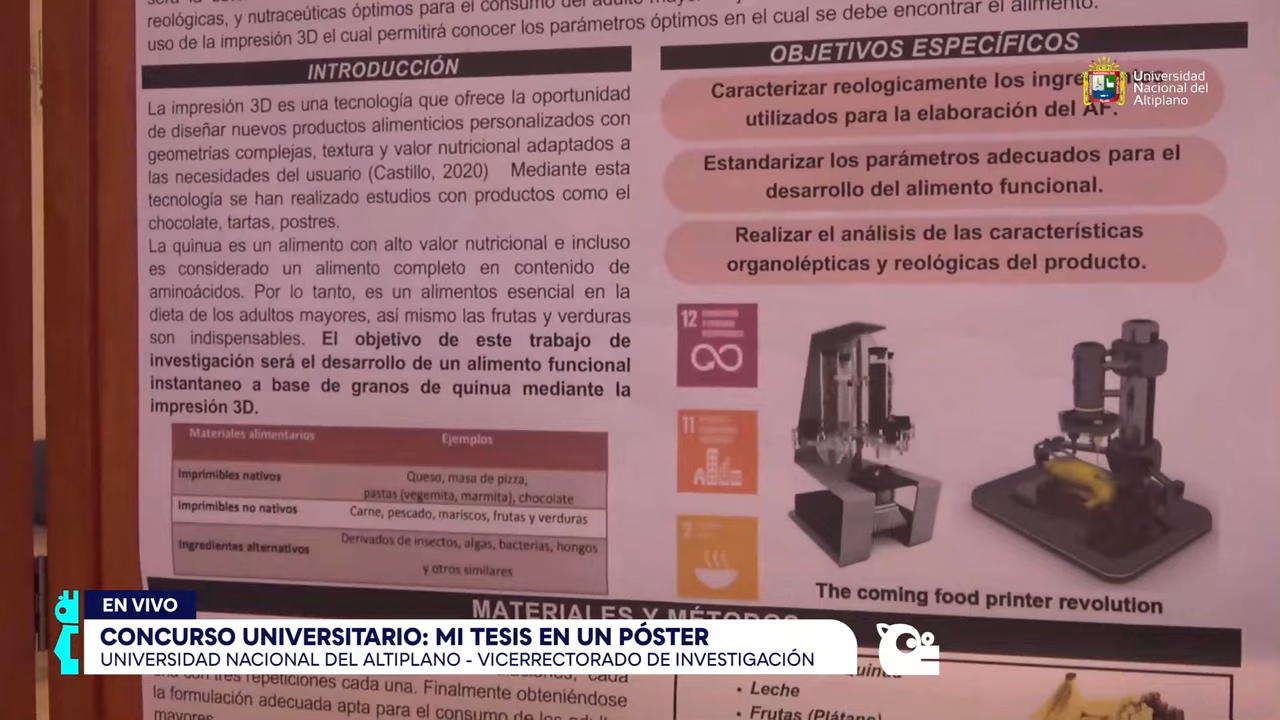 reológicas, y nutraceúticos óptimos para el consumo del adulto
uso de la impresión 3D el cual permitirá conocer los parámetros óptimos en el cual se debe encontrar el alimento.
INTRODUCCIÓN
La impresión 3D es una tecnología que ofrece la oportunidad
de diseñar nuevos productos alimenticios personalizados con
geometrías complejas, textura y valor nutricional adaptados a
las necesidades del usuario (Castillo, 2020) Mediante esta
tecnología se han realizado estudios con productos como el
chocolate, tartas, postres.
La quinua es un alimento con alto valor nutricional e incluso
es considerado un alimento completo en contenido de
aminoácidos. Por lo tanto, es un alimentos esencial en la
dieta de los adultos mayores, así mismo las frutas y verduras
son indispensables. El objetivo de este trabajo de
investigación será el desarrollo de un alimento funcional
instantaneo a base de granos de quinua mediante la
impresión 3D.
Materiales alimentarios Ejemplos
Imprimibles nativos Queso, masa de pizza,
pastas (vegemita, marmita), chocolate
Imprimibles no nativos Carne, pescado, mariscos, frutas y verduras
Ingredientes alternativos Derivados de insectos, algas, bacterias, hongos
y otros similares
OBJETIVOS ESPECÍFICOS
Caracterizar reologicamente los
utilizados para la elaboración del AF.
Estandarizar los parámetros adecuados para el
desarrollo del alimento funcional.
Realizar el análisis de las características
organolépticas y reológicas del producto.
12
11
2
The coming food printer revolution
MATERIALES Y MÉTODOS
repeticiones cada una. Finalmente obteniéndose
la formulación adecuada apta para el consumo de los
mayores
• Leche
• Frutas (Plátano
Universidad
Nacional del
Altiplano
EN VIVO
CONCURSO UNIVERSITARIO: MI TESIS EN UN PÓSTER
UNIVERSIDAD NACIONAL DEL ALTIPLANO - VICERRECTORADO DE INVESTIGACIÓN